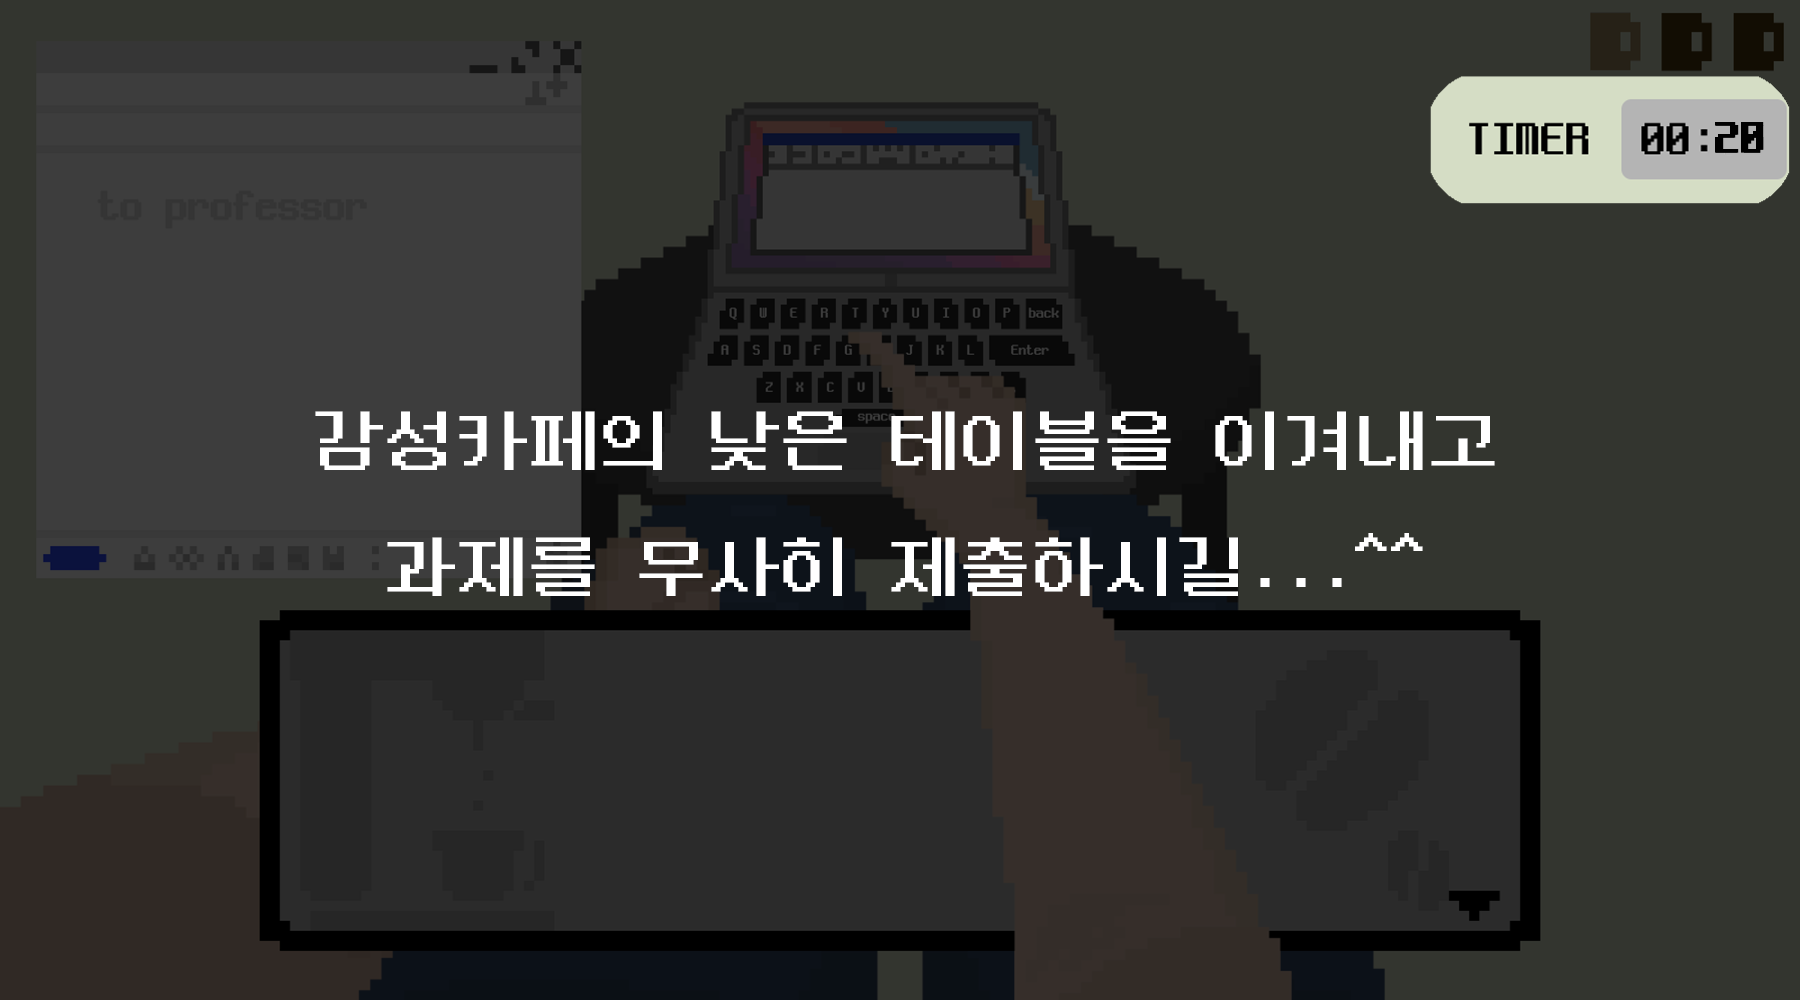 to professor
TIMER 00:20
Q W E R T Y U I O P back
A S D F G J K L Enter
Z X C V
space
감성카페의 낮은 테이블을 이겨내고
과제를 무사히 제출하시길...^^